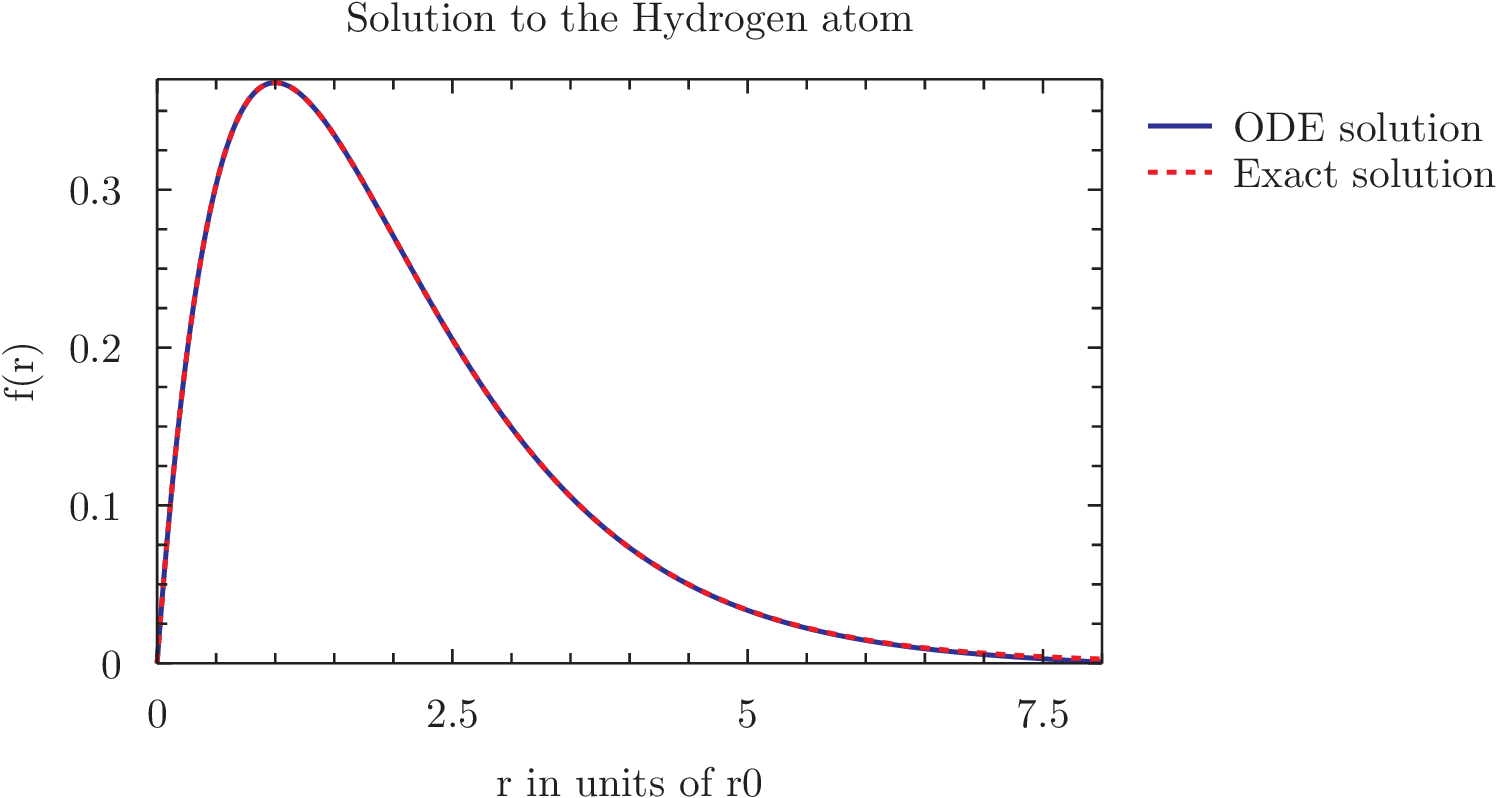 Solution to the Hydrogen atom
ODE solution
Exact solution
0.3
0.2
0.1
0
f(r)
0 2.5 5 7.5
r in units of r0